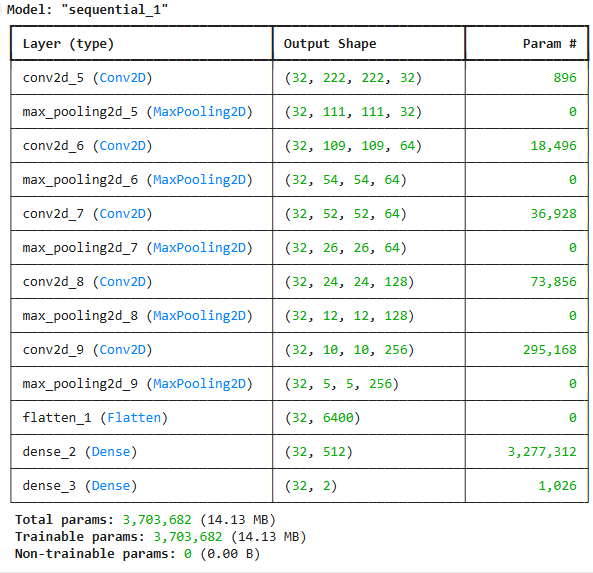 Model: "sequential_1"
Layer (type) Output Shape Param #
conv2d_5 (Conv2D) (32, 222, 222, 32) 896
max_pooling2d_5 (MaxPooling2D) (32, 111, 111, 32) 0
conv2d_6 (Conv2D) (32, 109, 109, 64) 18,496
max_pooling2d_6 (MaxPooling2D) (32, 54, 54, 64) 0
conv2d_7 (Conv2D) (32, 52, 52, 64) 36,928
max_pooling2d_7 (MaxPooling2D) (32, 26, 26, 64) 0
conv2d_8 (Conv2D) (32, 24, 24, 128) 73,856
max_pooling2d_8 (MaxPooling2D) (32, 12, 12, 128) 0
conv2d_9 (Conv2D) (32, 10, 10, 256) 295,168
max_pooling2d_9 (MaxPooling2D) (32, 5, 5, 256) 0
flatten_1 (Flatten) (32, 6400) 0
dense_2 (Dense) (32, 512) 3,277,312
dense_3 (Dense) (32, 2) 1,026
Total params: 3,703,682 (14.13 MB)
Trainable params: 3,703,682 (14.13 MB)
Non-trainable params: 0 (0.00 B)